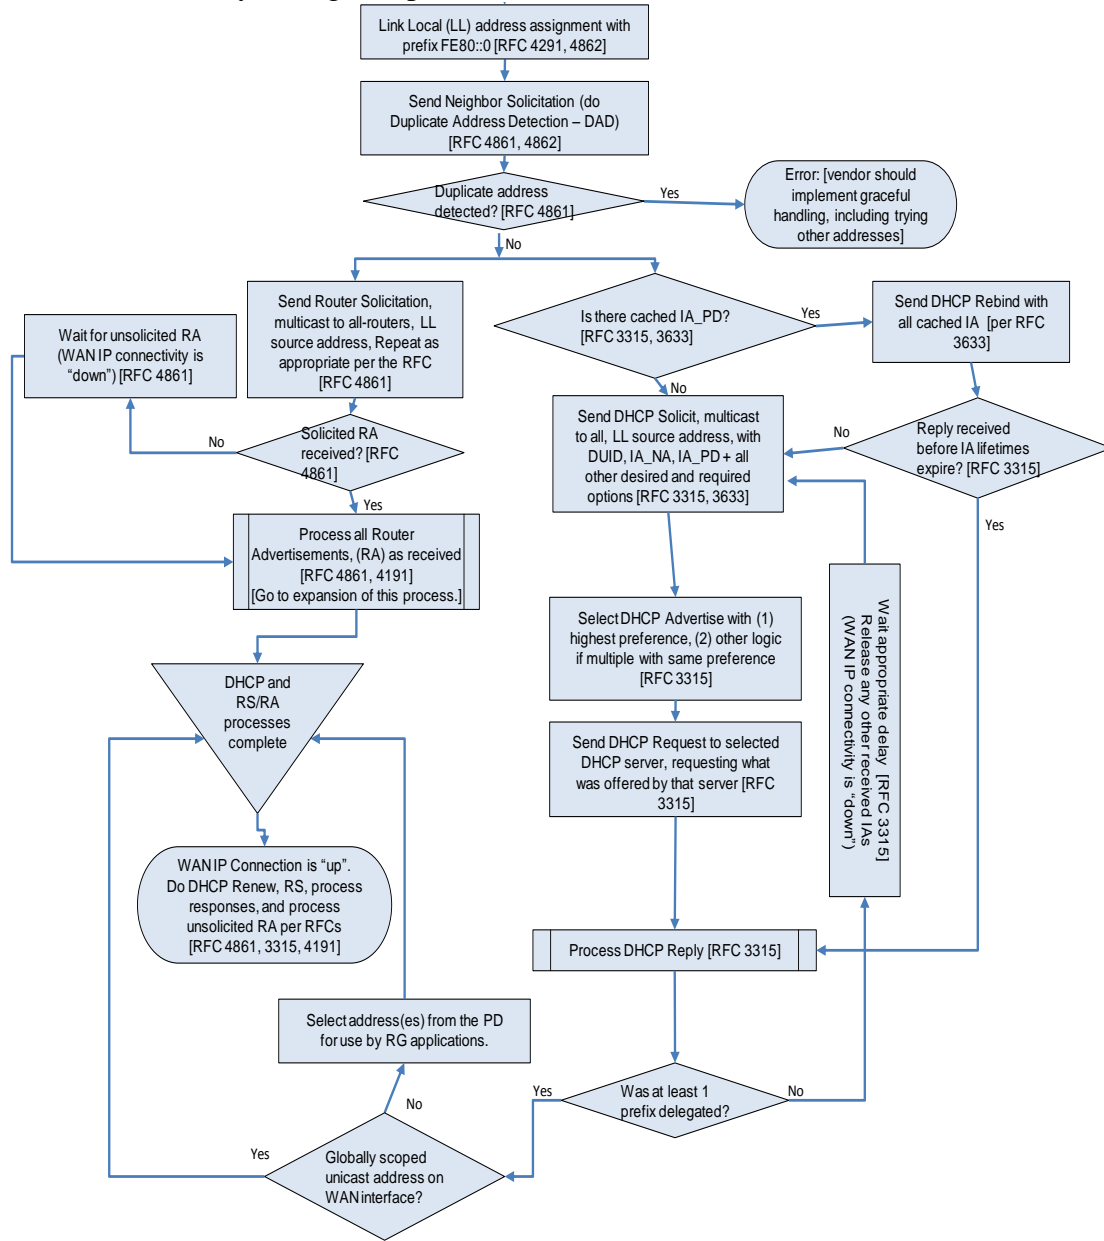 Link Local (LL) address assignment with
prefix FE80::0 [RFC 4291, 4862]
Send Neighbor Solicitation (do
Duplicate Address Detection – DAD)
[RFC 4861, 4862]
Duplicate address
detected? [RFC 4861]
Yes
Error: [vendor should
implement graceful
handling, including trying
other addresses]
No
Send Router Solicitation,
multicast to all-routers, LL
source address, Repeat as
appropriate per the RFC
[RFC 4861]
Is there cached IA_PD?
[RFC 3315, 3633]
Yes
Send DHCP Rebind with
all cached IA [per RFC
3633]
Wait for unsolicited RA
(WAN IP connectivity is
“down”) [RFC 4861]
No
Solicited RA
received? [RFC
4861]
No
Yes
Send DHCP Solicit, multicast
to all, LL source address, with
DUID, IA_NA, IA_PD + all
other desired and required
options [RFC 3315, 3633]
No
Reply received
before IA lifetimes
expire? [RFC 3315]
Yes
Process all Router
Advertisements, (RA) as received
[RFC 4861, 4191]
[Go to expansion of this process.]
Select DHCP Advertise with (1)
highest preference, (2) other logic
if multiple with same preference
[RFC 3315]
Wait appropriate delay [RFC 3315]
Release any other received IAs
(WAN IP connectivity is “down”)
DHCP and
RS/RA
processes
complete
Send DHCP Request to selected
DHCP server, requesting what
was offered by that server [RFC
3315]
WAN IP Connection is “up”.
Do DHCP Renew, RS, process
responses, and process
unsolicited RA per RFCs
[RFC 4861, 3315, 4191]
Process DHCP Reply [RFC 3315]
Select address(es) from the PD
for use by RG applications.
Was at least 1
prefix delegated?
Yes
No
No
Yes
Globally scoped
unicast address on
WAN interface?